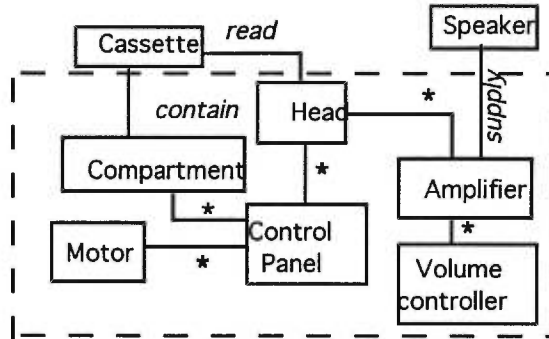 Cassette
read
Speaker
contain
Head
*
supply
Compartment
*
Amplifier
*
Motor
*
Control
Panel
*
Volume
controller